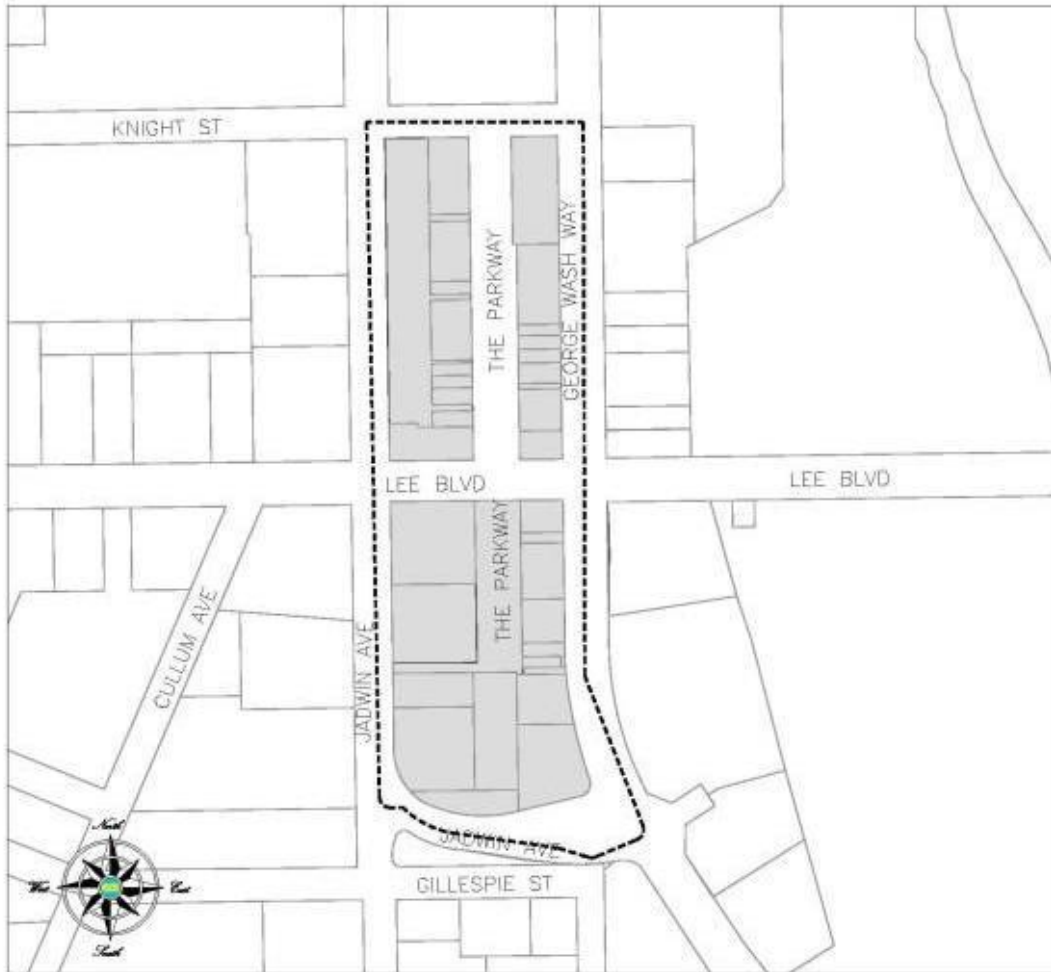 KNIGHT ST
THE PARKWAY
GEORGE WASH WAY
LEE BLVD
LEE BLVD
THE PARKWAY
CULLUM AVE
JADWIN AVE
JADWIN AVE
GILLESPIE ST
North
West
East
South